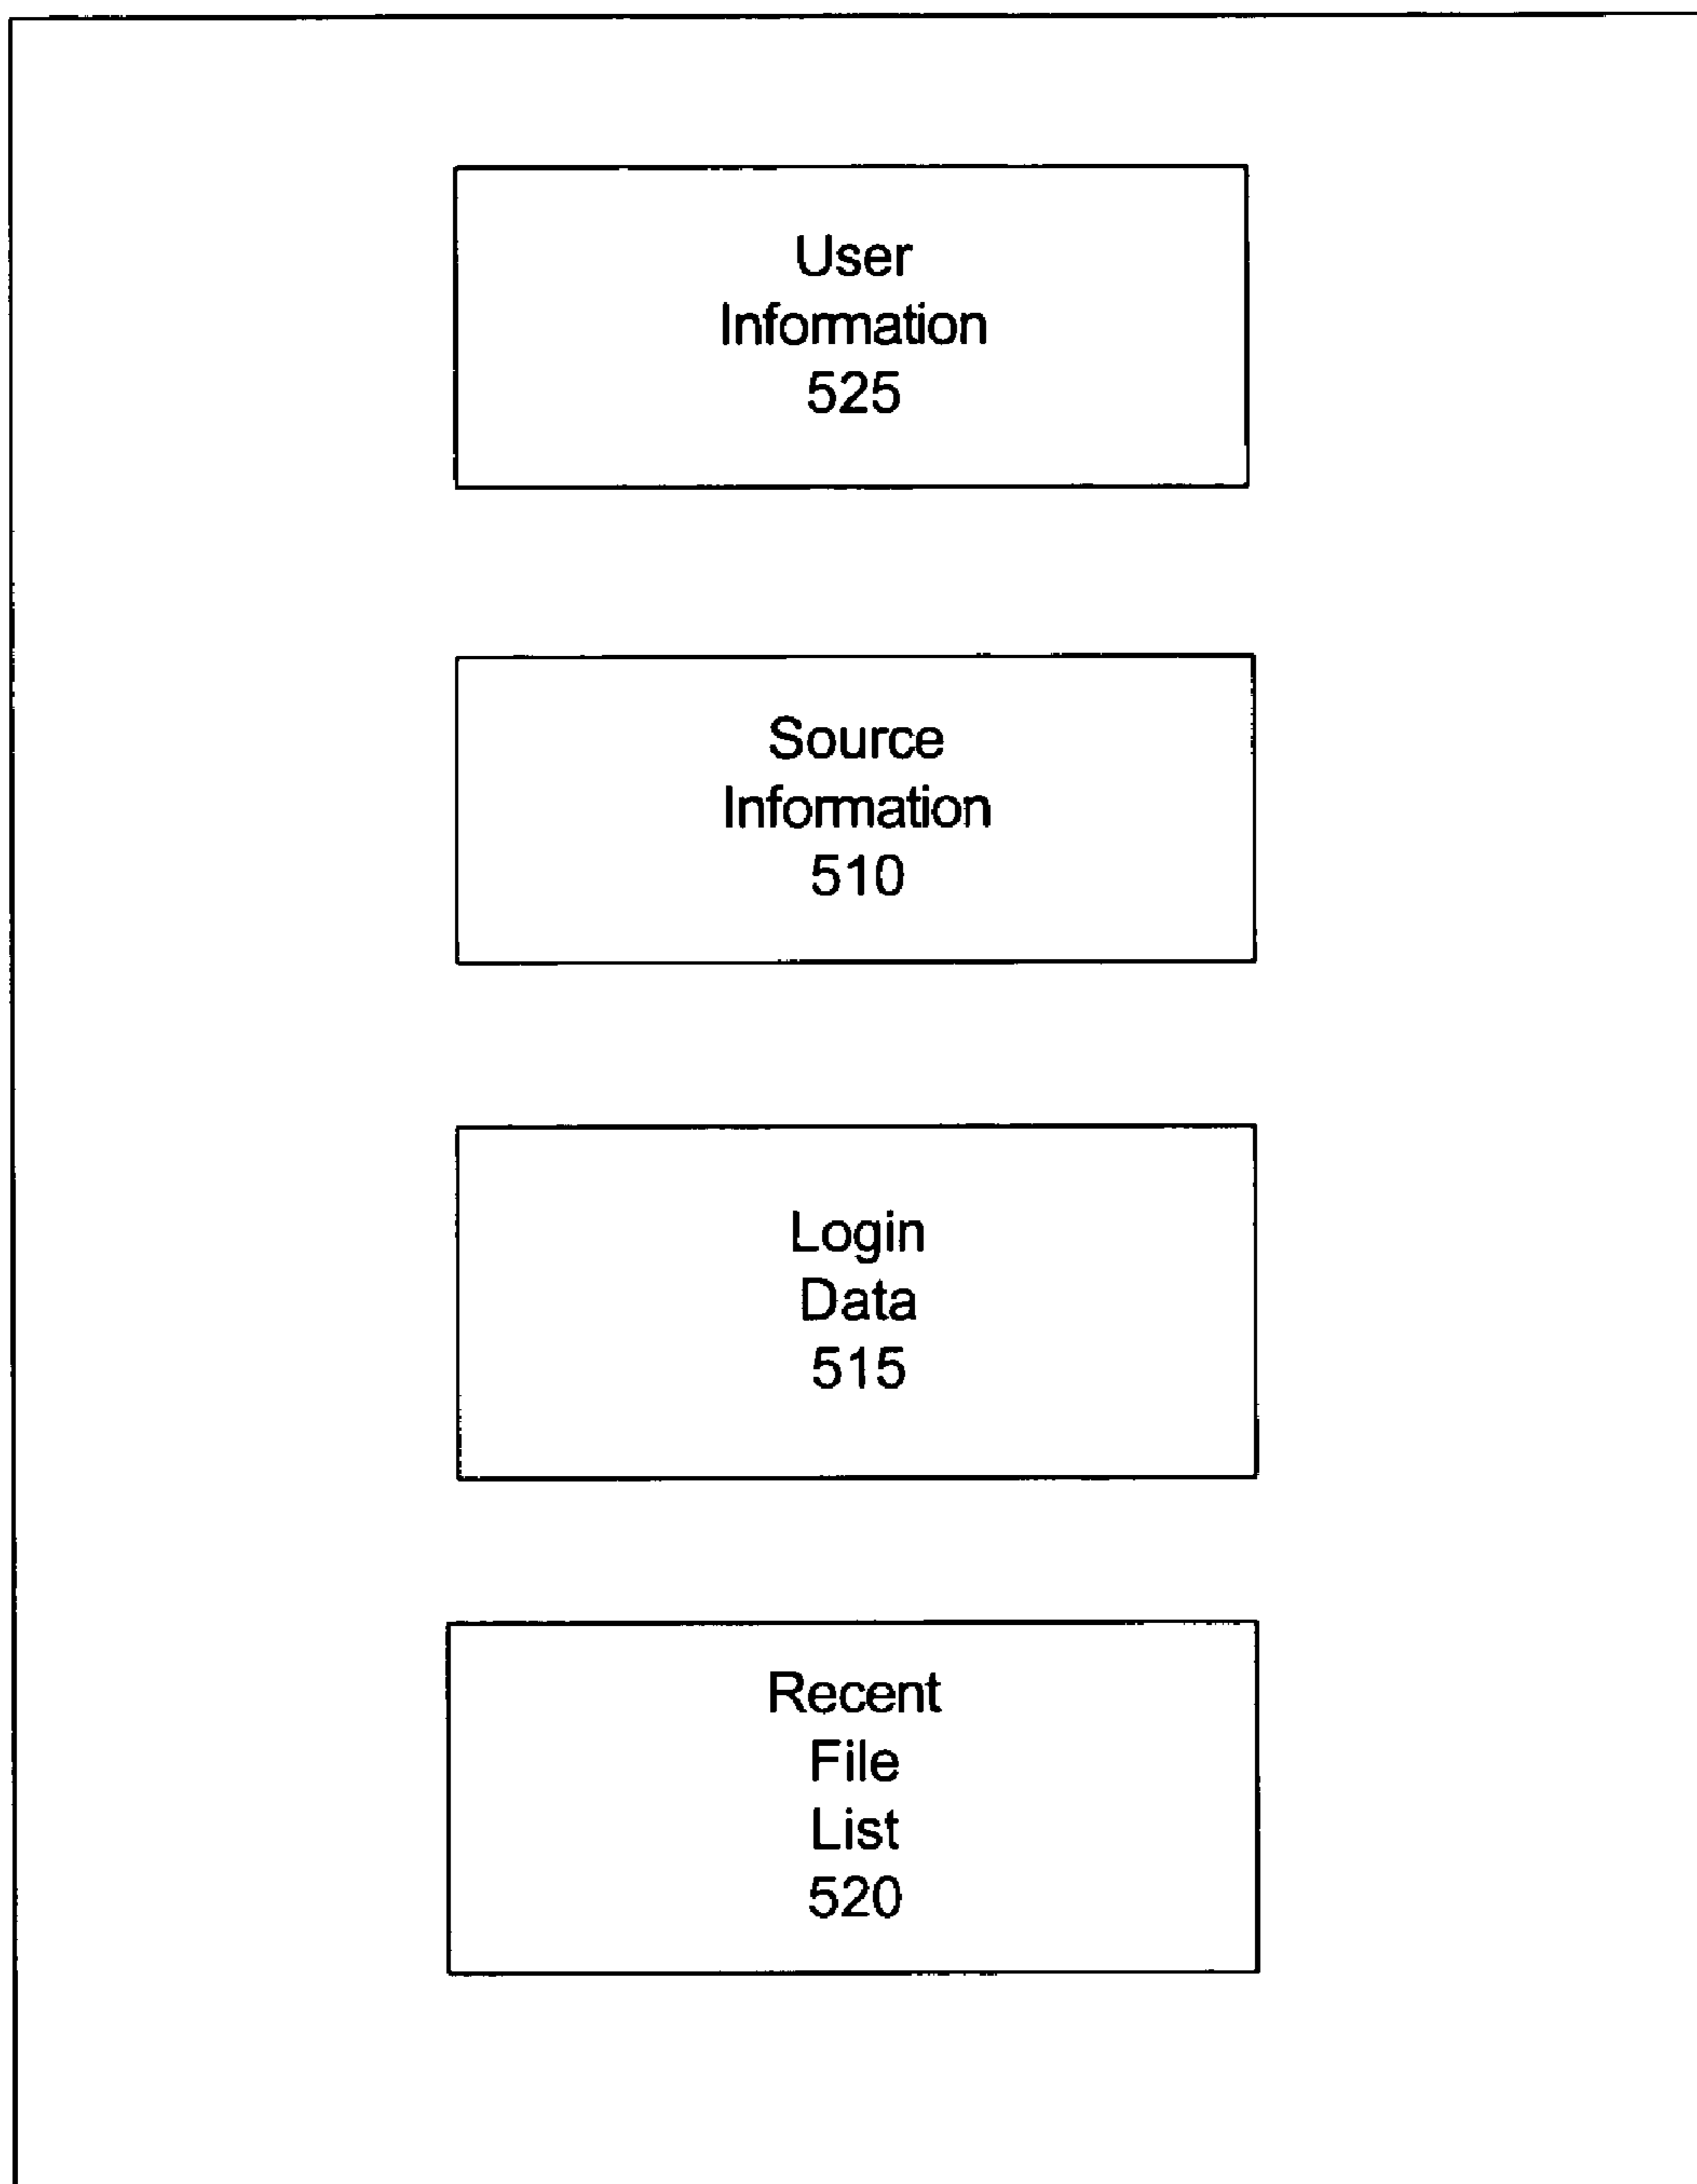 User
Information
525
Source
Information
510
Login
Data
515
Recent
File
List
520